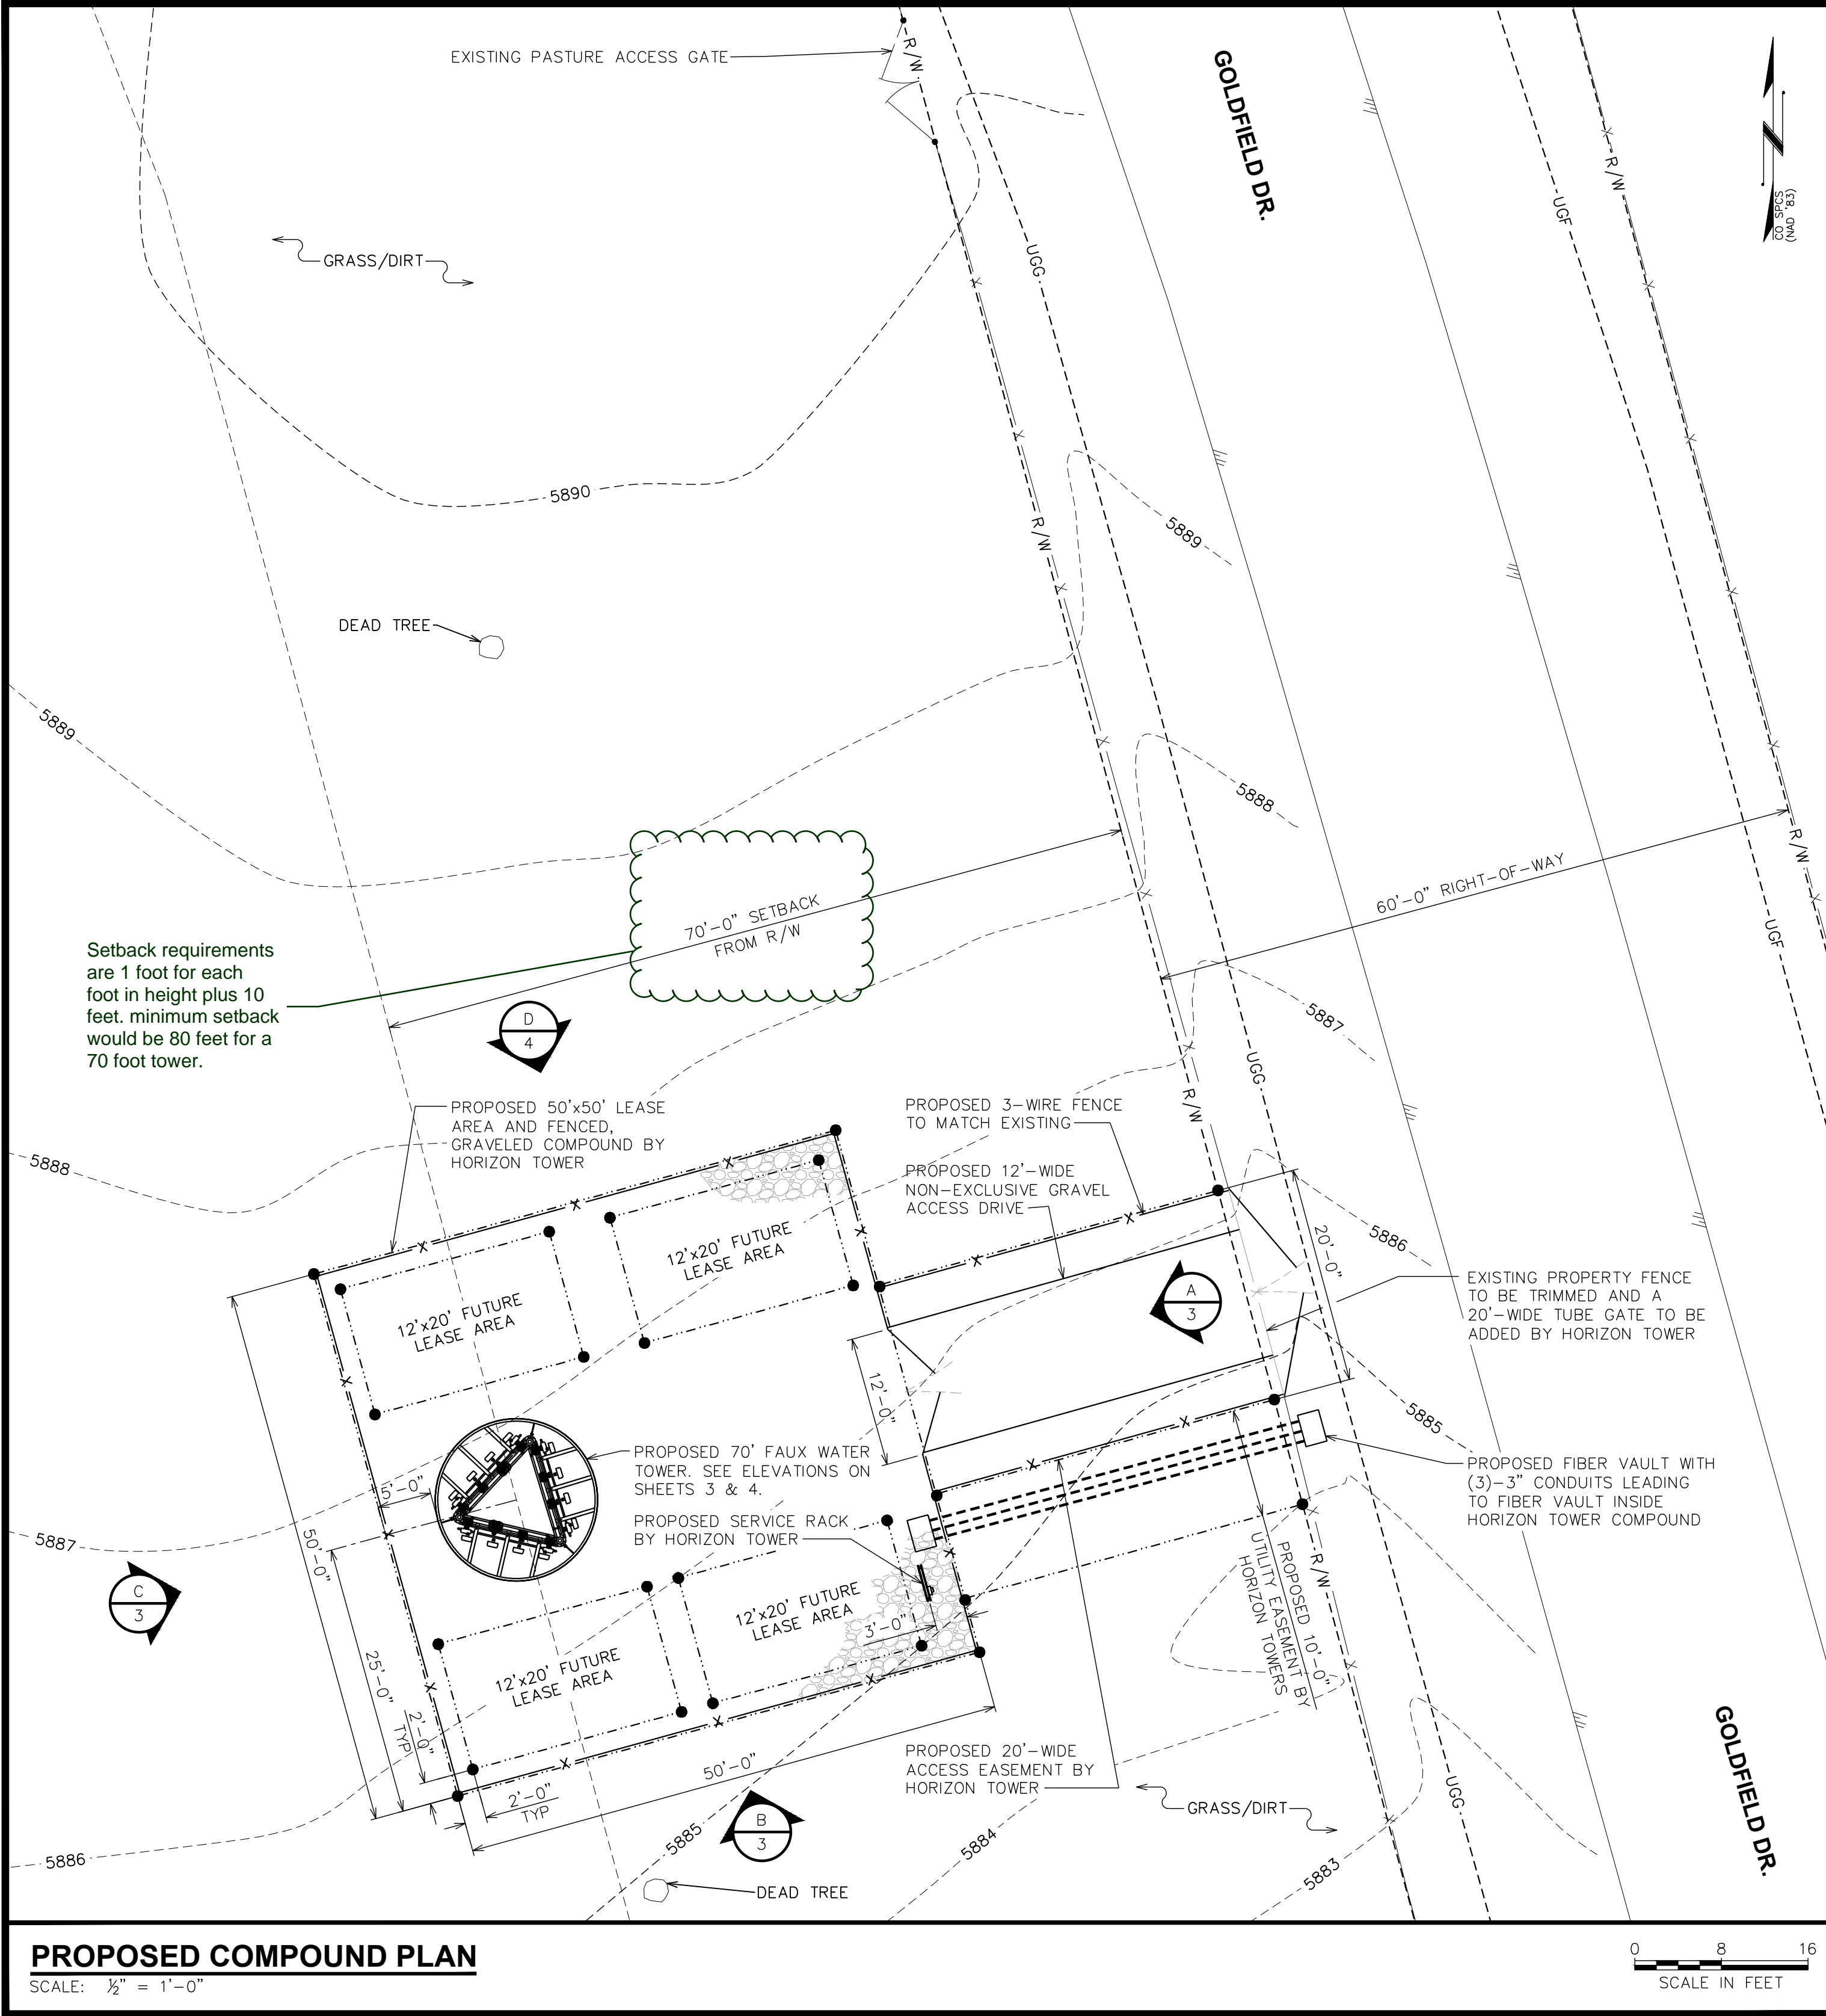 EXISTING PASTURE ACCESS GATE
R/W
GOLDFIELD DR.
R/W
UGF
CO SPCS
(NAD '83)
GRASS/DIRT
UGG
5890
R/W
5889
DEAD TREE
5889
5888
R/W
60'-0" RIGHT-OF-WAY
70'-0" SETBACK
FROM R/W
UGF
Setback requirements
are 1 foot for each
foot in height plus 10
feet. minimum setback
would be 80 feet for a
70 foot tower.
D
4
5887
UGG
R/W
PROPOSED 50'x50' LEASE
AREA AND FENCED,
GRAVELED COMPOUND BY
HORIZON TOWER
PROPOSED 3-WIRE FENCE
TO MATCH EXISTING
5888
PROPOSED 12'-WIDE
NON-EXCLUSIVE GRAVEL
ACCESS DRIVE
12'x20' FUTURE
LEASE AREA
5886
20'-0"
A
3
EXISTING PROPERTY FENCE
TO BE TRIMMED AND A
20'-WIDE TUBE GATE TO BE
ADDED BY HORIZON TOWER
12'x20' FUTURE
LEASE AREA
12'-0"
5885
PROPOSED 70' FAUX WATER
TOWER. SEE ELEVATIONS ON
SHEETS 3 & 4.
PROPOSED FIBER VAULT WITH
(3)-3" CONDUITS LEADING
TO FIBER VAULT INSIDE
HORIZON TOWER COMPOUND
5'-0"
PROPOSED SERVICE RACK
BY HORIZON TOWER
5887
50'-0"
C
3
12'x20' FUTURE
LEASE AREA
3'-0"
PROPOSED 10'-0"
UTILITY EASEMENT BY
HORIZON TOWERS
R/W
25'-0"
12'x20' FUTURE
LEASE AREA
2'-0"
TYP
50'-0"
PROPOSED 20'-WIDE
ACCESS EASEMENT BY
HORIZON TOWER
2'-0"
TYP
GRASS/DIRT
UGG
GOLDFIELD DR.
B
3
5885
5884
5886
5883
DEAD TREE
PROPOSED COMPOUND PLAN
SCALE: ½" = 1'-0"
0 8 16
SCALE IN FEET